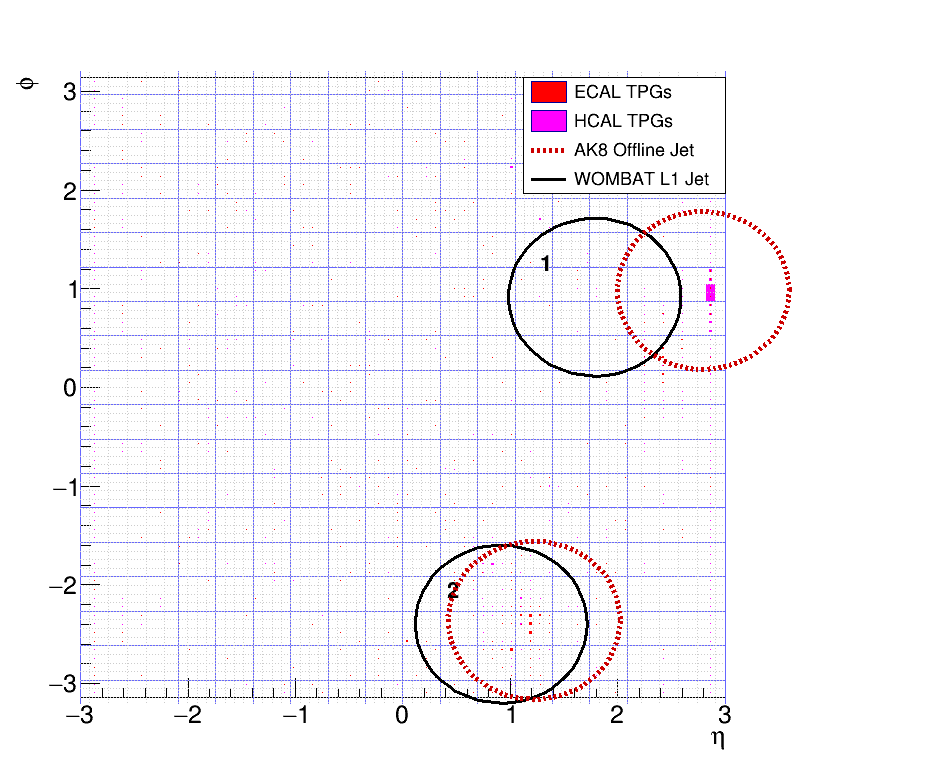 ϕ
3
2
1
0
−1
−2
−3
ECAL TPGs
HCAL TPGs
AK8 Offline Jet
WOMBAT L1 Jet
1
2
−3 −2 −1 0 1 2 3
η